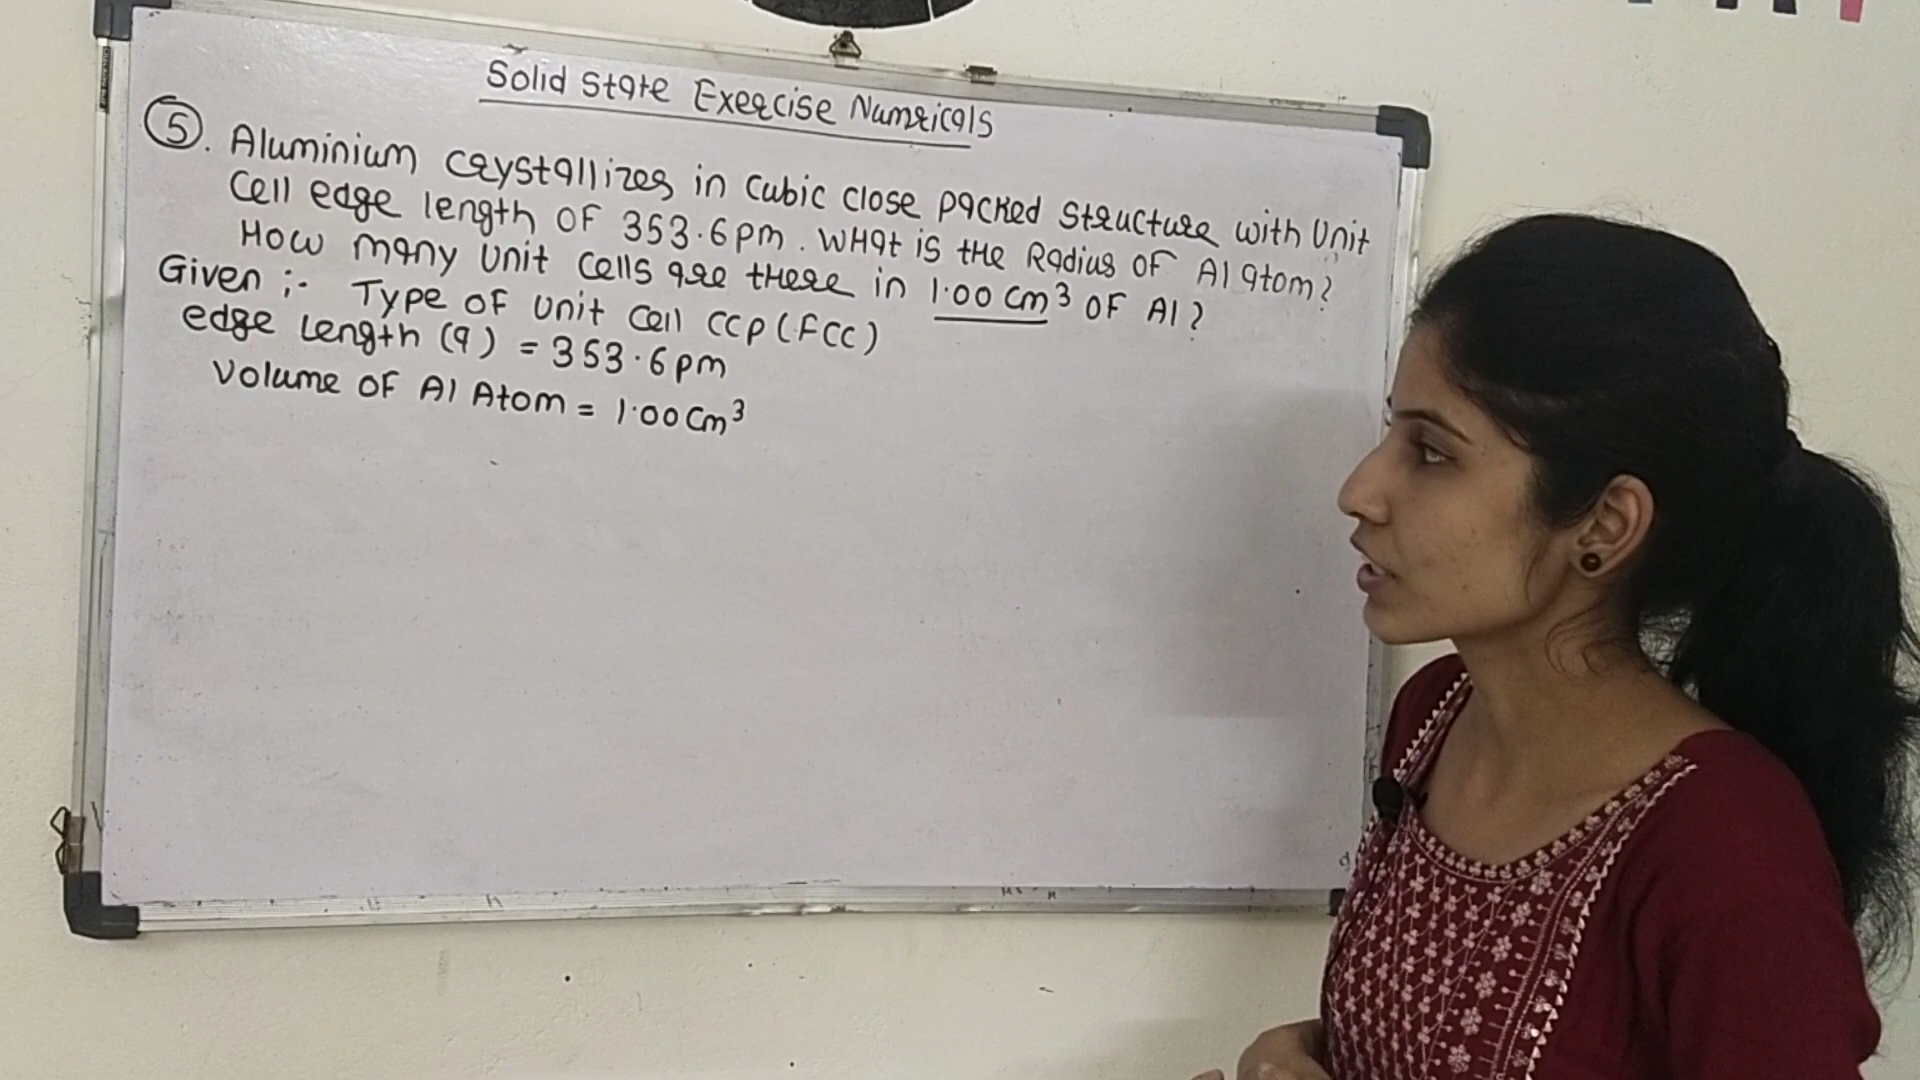 Solid State Exercise Numricals
5. Aluminium crystallizes in cubic close packed structure with Unit
Cell edge length OF 353.6pm. WHat is tHe Radius OF Al atom?
How many Unit cells are tHere in 1.00 cm³ OF Al?
Given :- Type OF Unit Cell CCP (FCC)
edge Length (a) = 353.6pm
Volume OF Al Atom = 1.00 Cm³